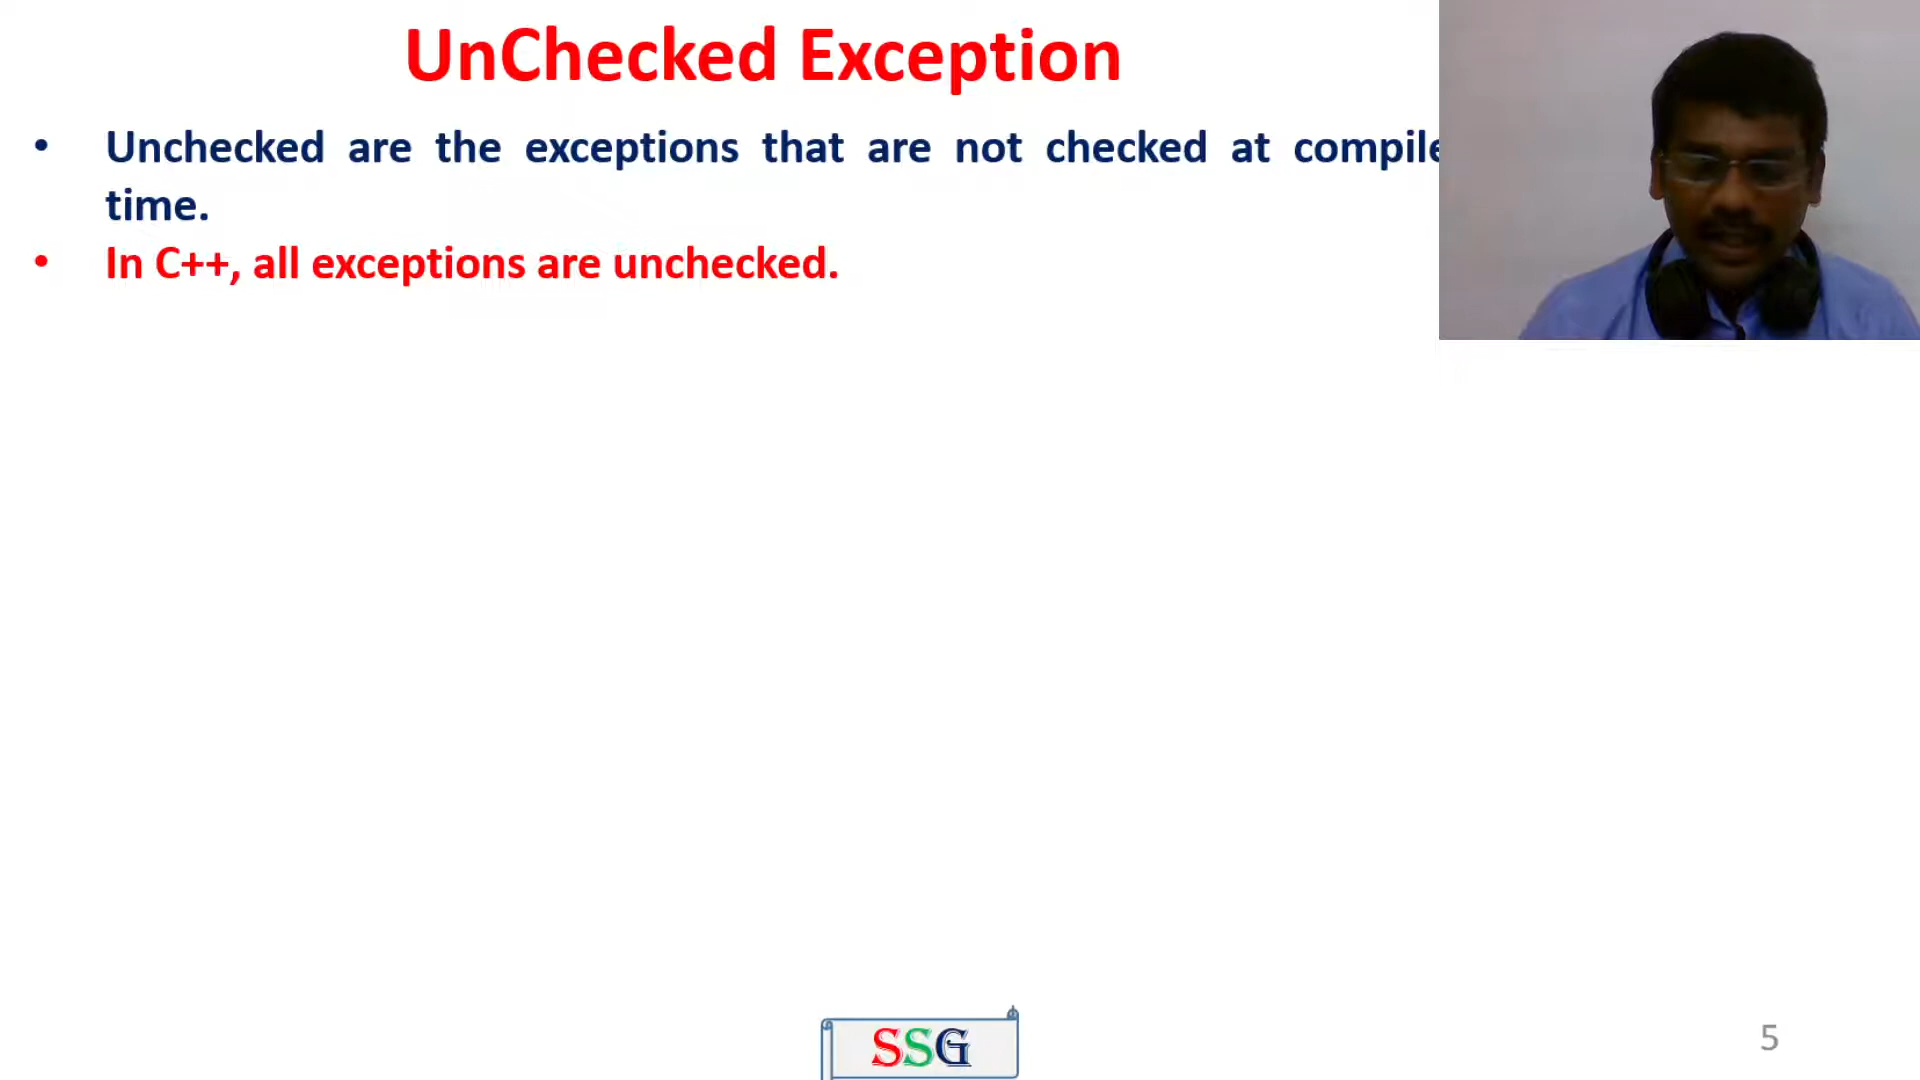 UnChecked Exception
• Unchecked are the exceptions that are not checked at compile
time.
• In C++, all exceptions are unchecked.
SSG
5